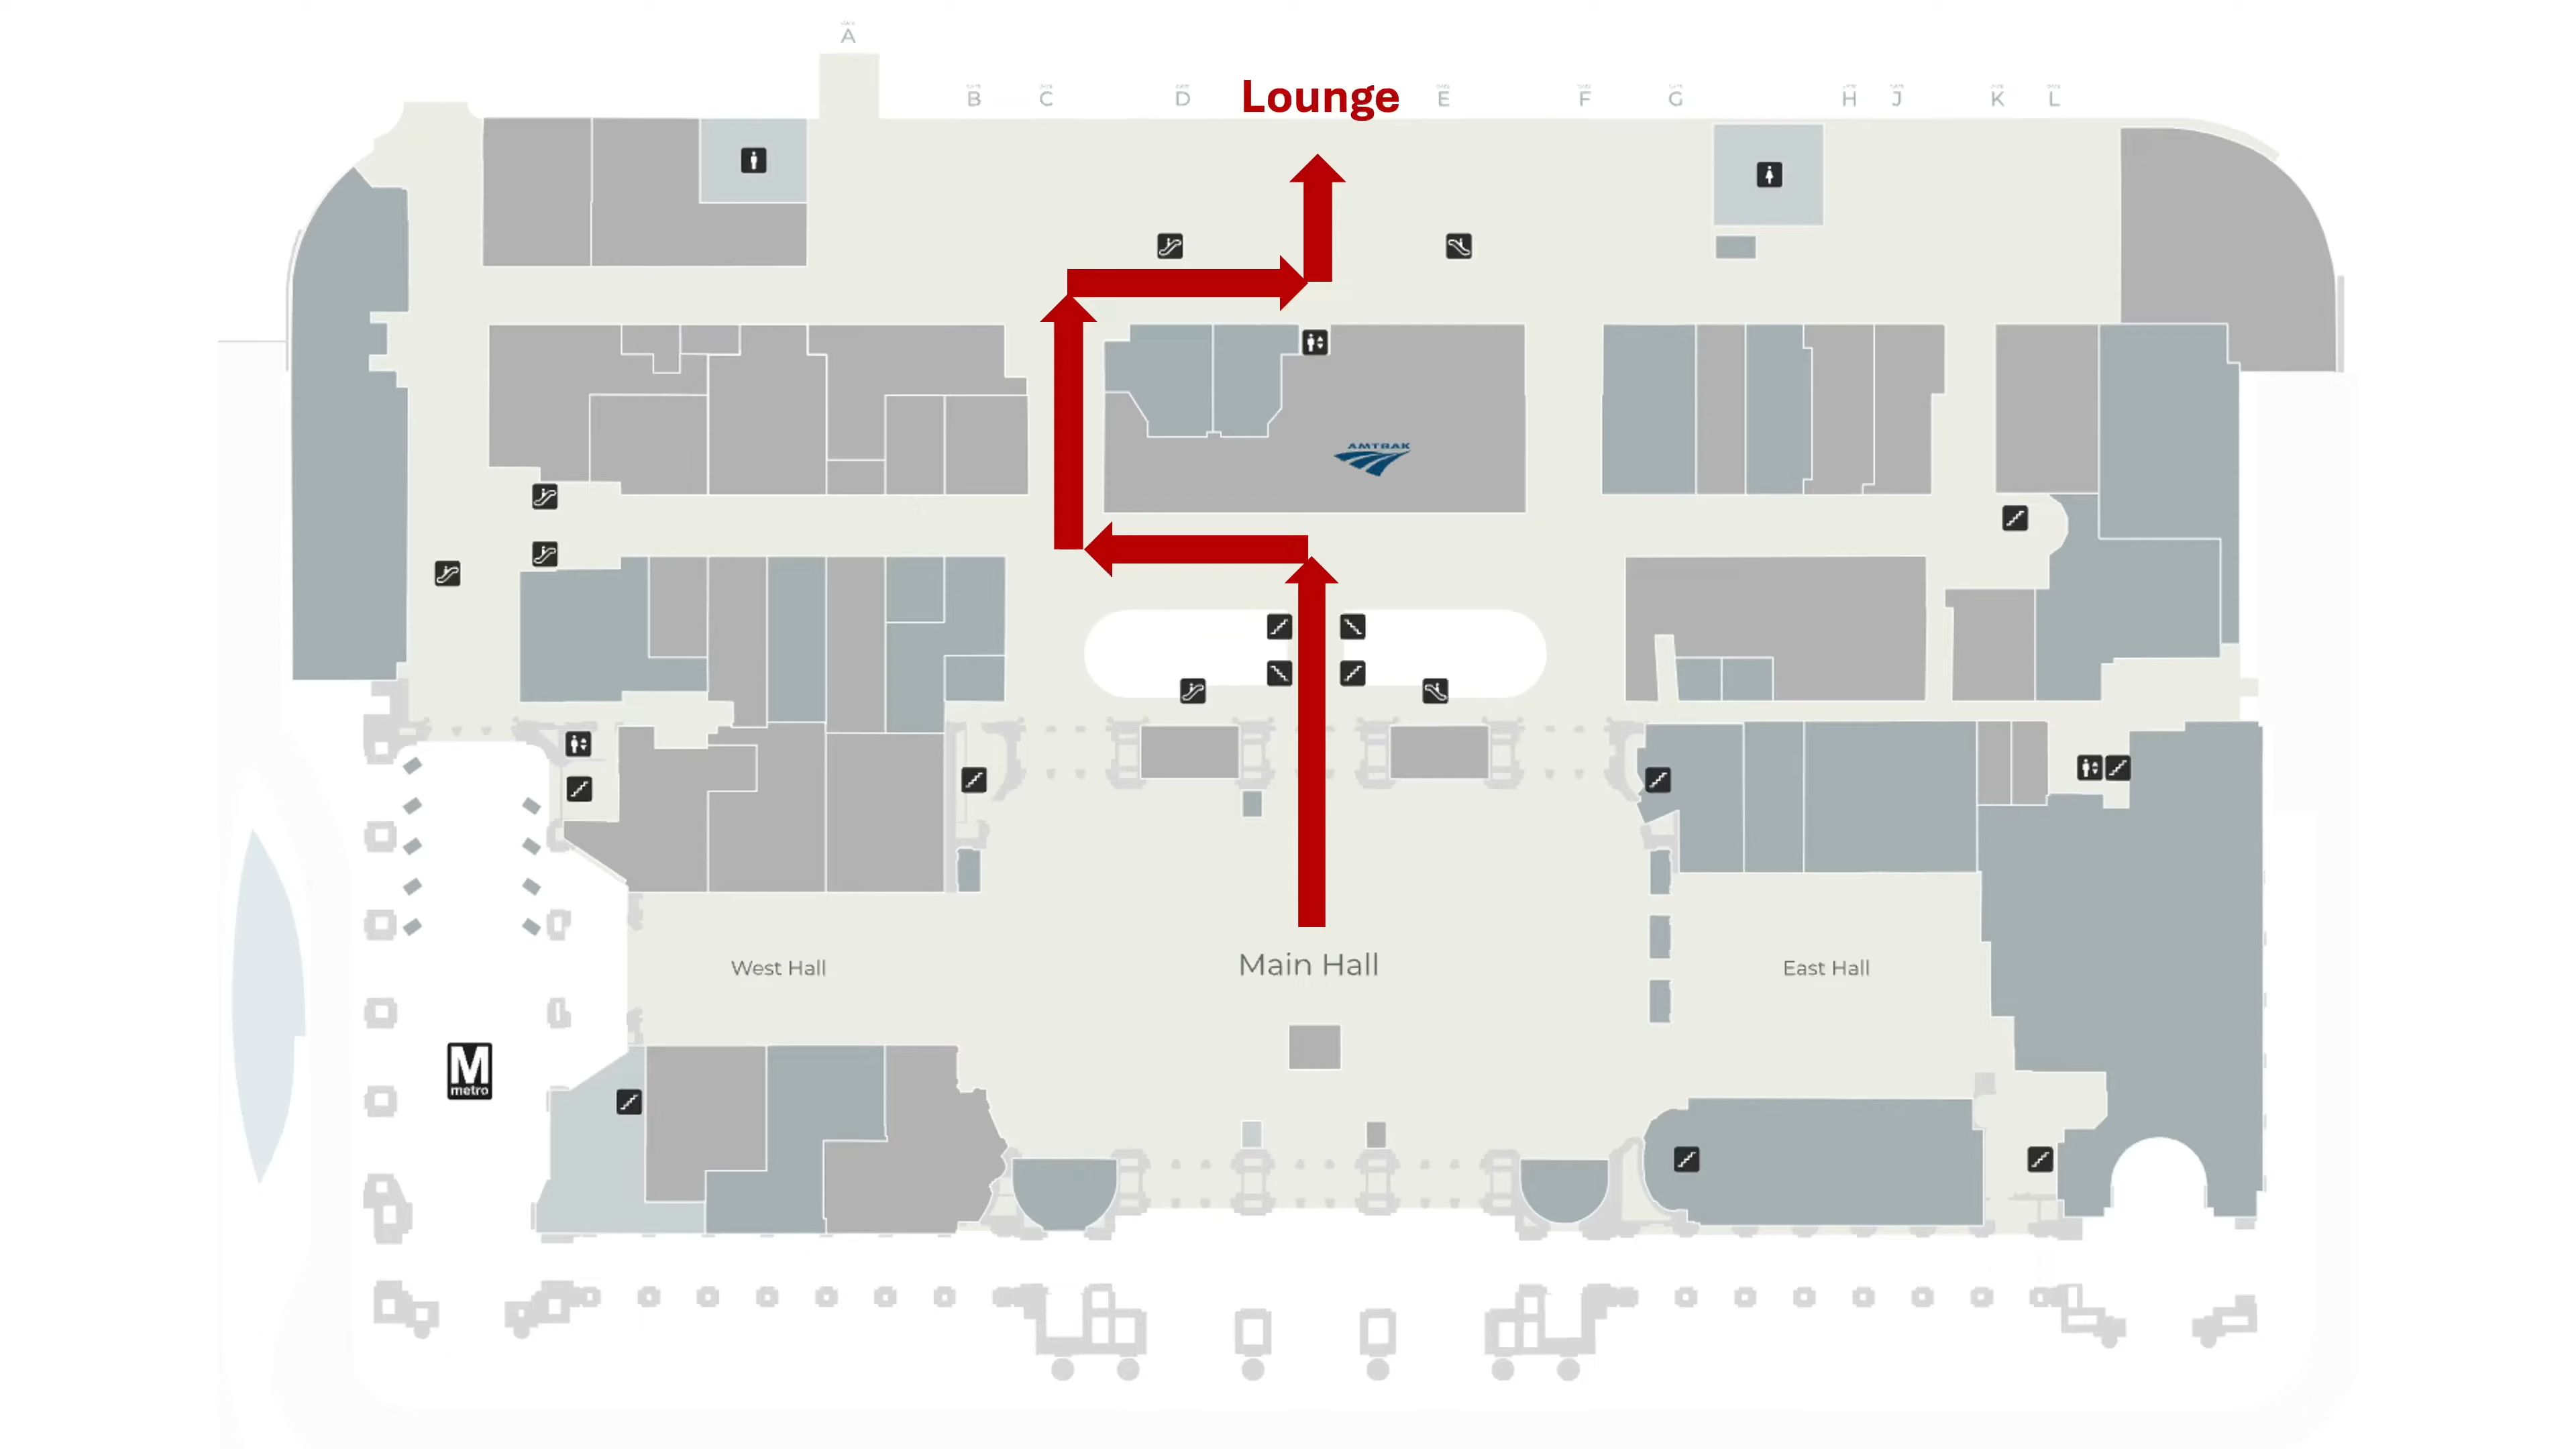 A
B
C
D
Lounge
E
F
G
H
J
K
L
AMTRAK
West Hall
Main Hall
East Hall
M
metro